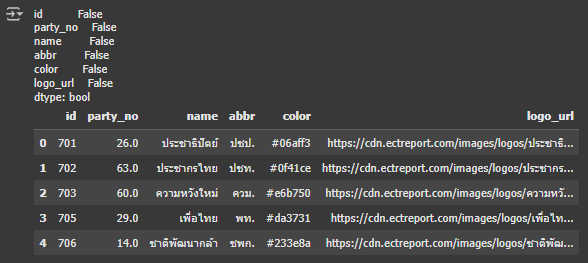 id False
party_no False
name False
abbr False
color False
logo_url False
dtype: bool
id party_no name abbr color logo_url
0 701 26.0 ประชาธิปัตย์ ปชป. #06aff3 https://cdn.ectreport.com/images/logos/ประชาธิ...
1 702 63.0 ประชากรไทย ปชท. #0f41ce https://cdn.ectreport.com/images/logos/ประชากร...
2 703 60.0 ความหวังใหม่ ควม. #e6b750 https://cdn.ectreport.com/images/logos/ความหวั...
3 705 29.0 เพื่อไทย พท. #da3731 https://cdn.ectreport.com/images/logos/เพื่อไท...
4 706 14.0 ชาติพัฒนากล้า ชพก. #233e8a https://cdn.ectreport.com/images/logos/ชาติพัฒ...